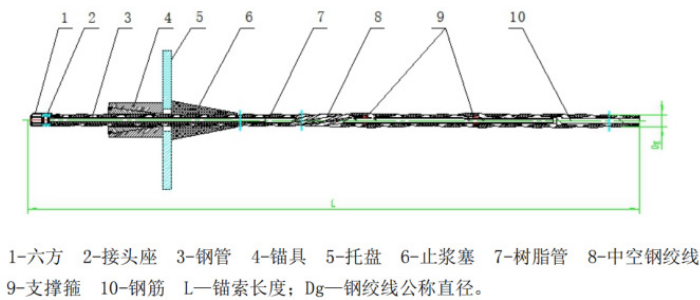 1 2 3 4 5 6 7 8 9 10
Dg
L
1-六方 2-接头座 3-钢管 4-锚具 5-托盘 6-止浆塞 7-树脂管 8-中空钢绞线
9-支撑箍 10-钢筋 L—锚索长度；Dg—钢绞线公称直径。